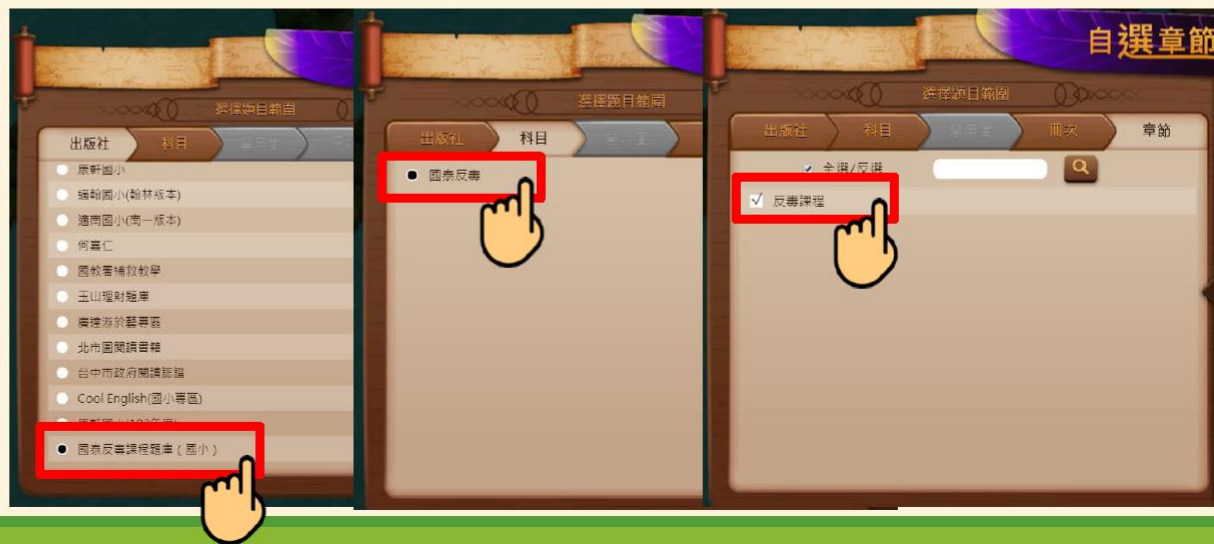 選擇題目範圍
出版社 科目
康軒國小
翰林國小(翰林版本)
南一國小(南一版本)
何嘉仁
國教署補救教學
玉山理財題庫
廣達游於藝專區
北市圖閱讀書籍
台中市政府閱讀認證
Cool English(國小專區)
國泰反毒課程題庫(國小)
選擇題目範圍
出版社 科目
國泰反毒
自選章節
選擇題目範圍
出版社 科目 冊次 章節
全選/反選
反毒課程